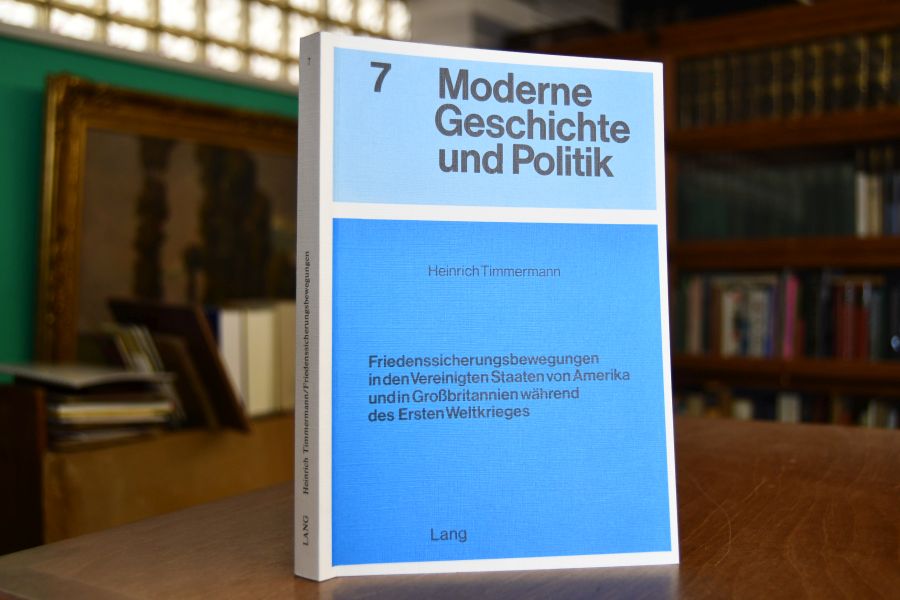 7
Moderne
Geschichte
und Politik
Heinrich Timmermann
Friedenssicherungsbewegungen
in den Vereinigten Staaten von Amerika
und in Großbritannien während
des Ersten Weltkrieges
Lang
7
Heinrich Timmermann/Friedenssicherungsbewegungen
LANG